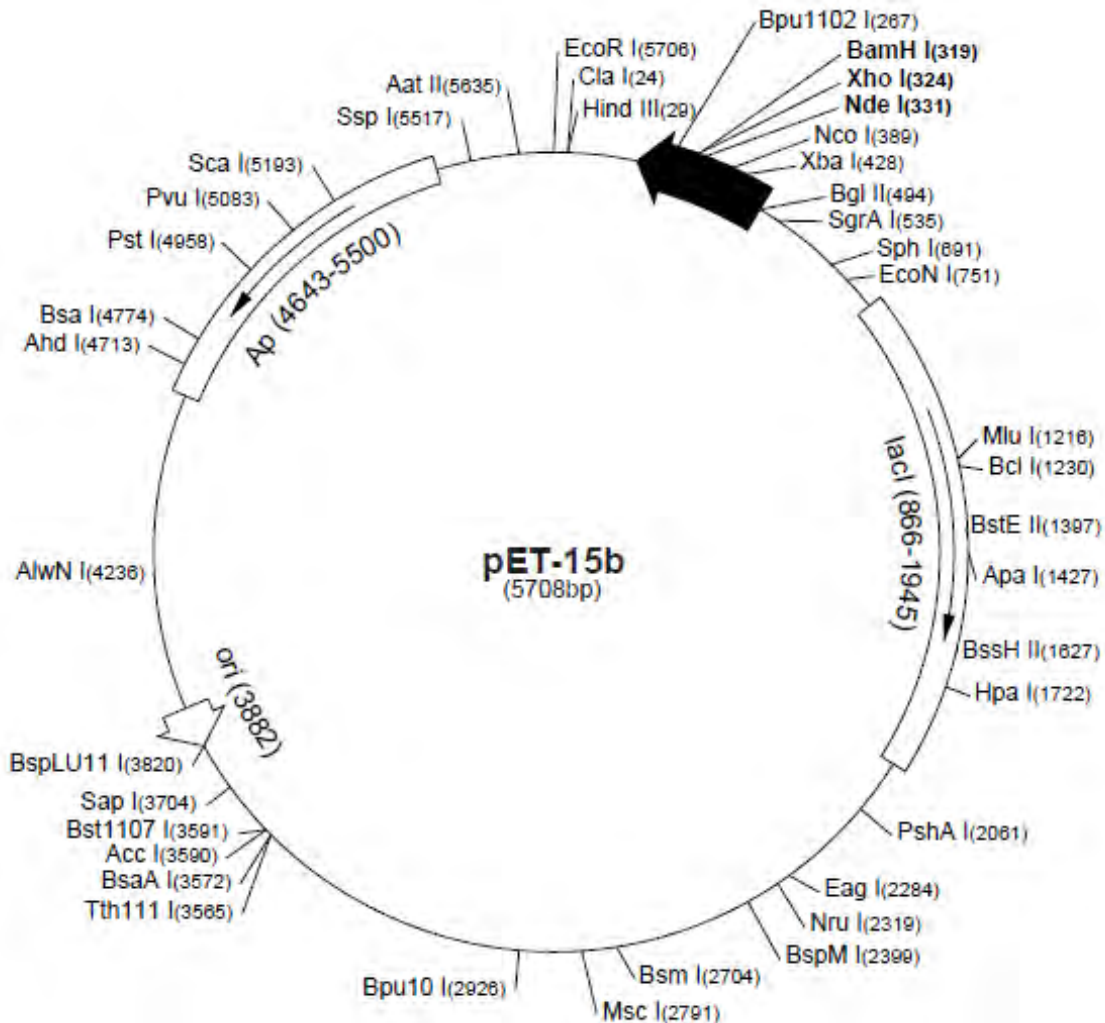 Bpu1102 I(267)
BamH I(319)
Xho I(324)
Nde I(331)
Nco I(389)
Xba I(428)
Bgl II(494)
SgrA I(535)
Sph I(691)
EcoN I(751)
EcoR I(5706)
Cla I(24)
Hind III(29)
Aat II(5635)
Ssp I(5517)
Sca I(5193)
Pvu I(5083)
Pst I(4958)
Bsa I(4774)
Ahd I(4713)
Ap (4643-5500)
lacI (866-1945)
Mlu I(1216)
Bcl I(1230)
BstE II(1397)
Apa I(1427)
BssH II(1627)
Hpa I(1722)
pET-15b
(5708bp)
AlwN I(4236)
ori (3882)
BspLU11 I(3820)
Sap I(3704)
Bst1107 I(3591)
Acc I(3590)
BsaA I(3572)
Tth111 I(3565)
PshA I(2061)
Eag I(2284)
Nru I(2319)
BspM I(2399)
Bsm I(2704)
Msc I(2791)
Bpu10 I(2926)